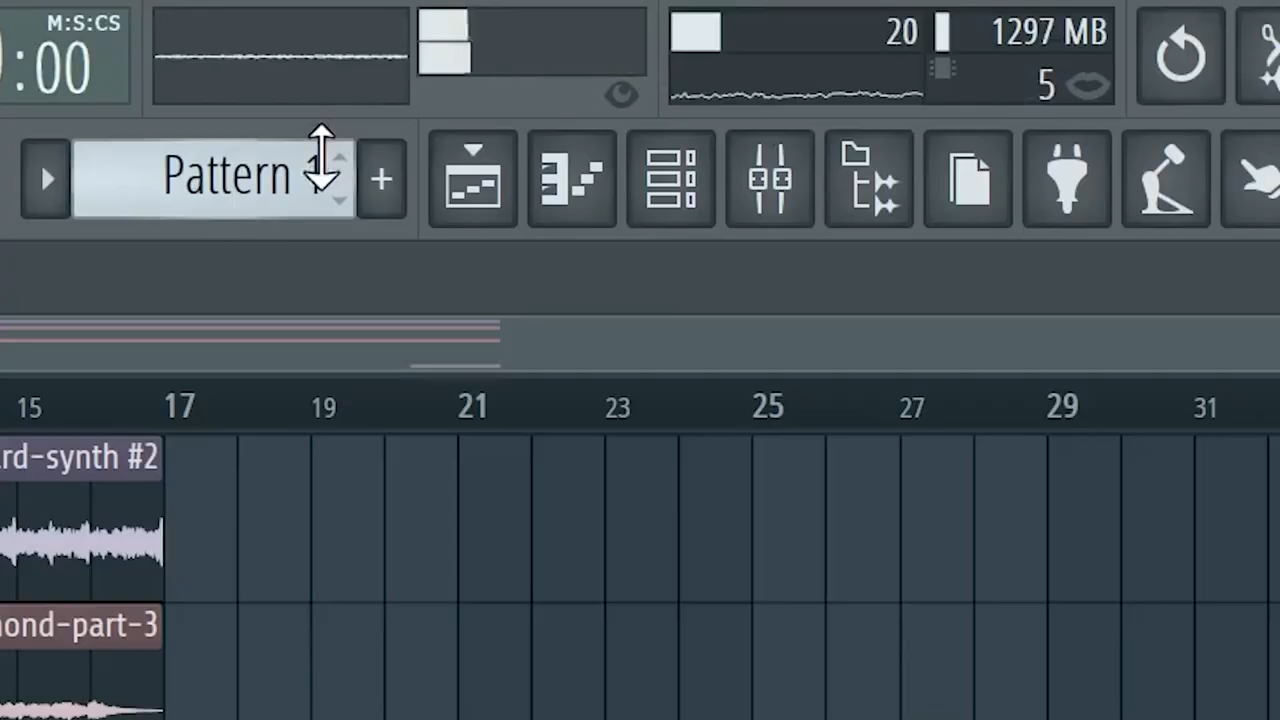 M:S:CS
:00
20
1297 MB
5
Pattern 1
+
15 17 19 21 23 25 27 29 31
rd-synth #2
ond-part-3